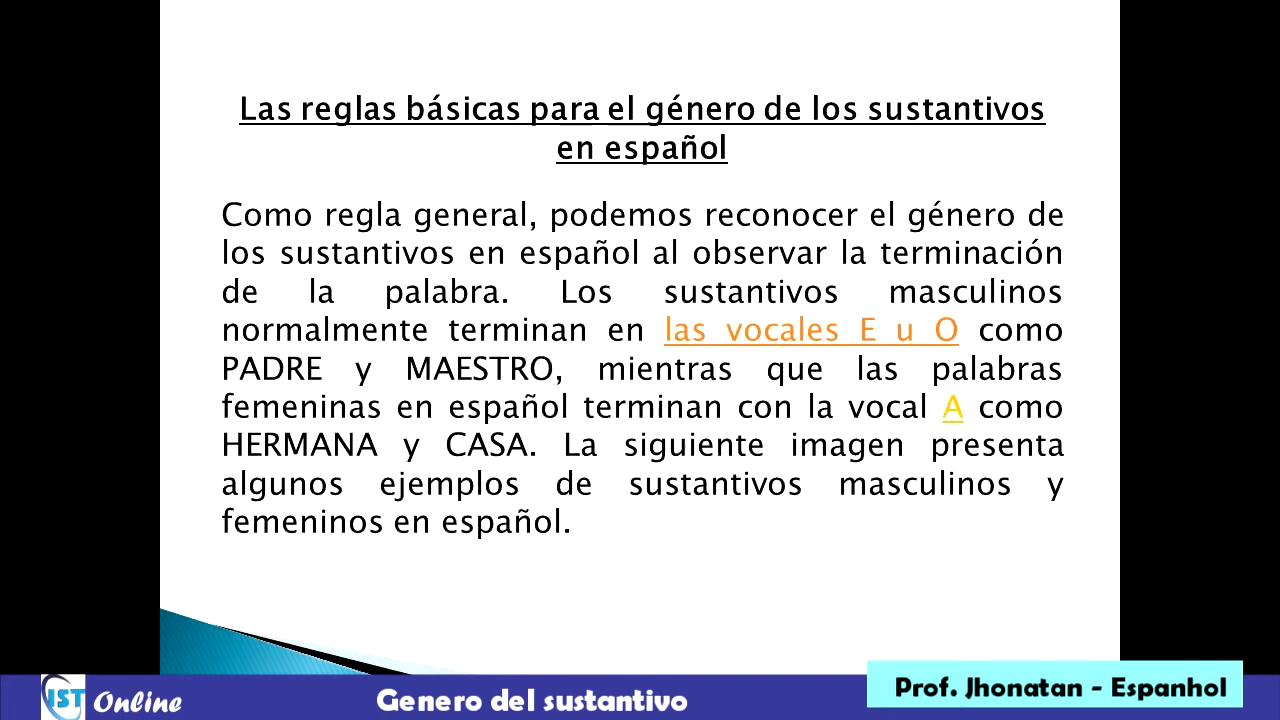 Las reglas básicas para el género de los sustantivos
en español
Como regla general, podemos reconocer el género de
los sustantivos en español al observar la terminación
de la palabra. Los sustantivos masculinos
normalmente terminan en las vocales E u O como
PADRE y MAESTRO, mientras que las palabras
femeninas en español terminan con la vocal A como
HERMANA y CASA. La siguiente imagen presenta
algunos ejemplos de sustantivos masculinos y
femeninos en español.
IST Online
Genero del sustantivo
Prof. Jhonatan - Espanhol